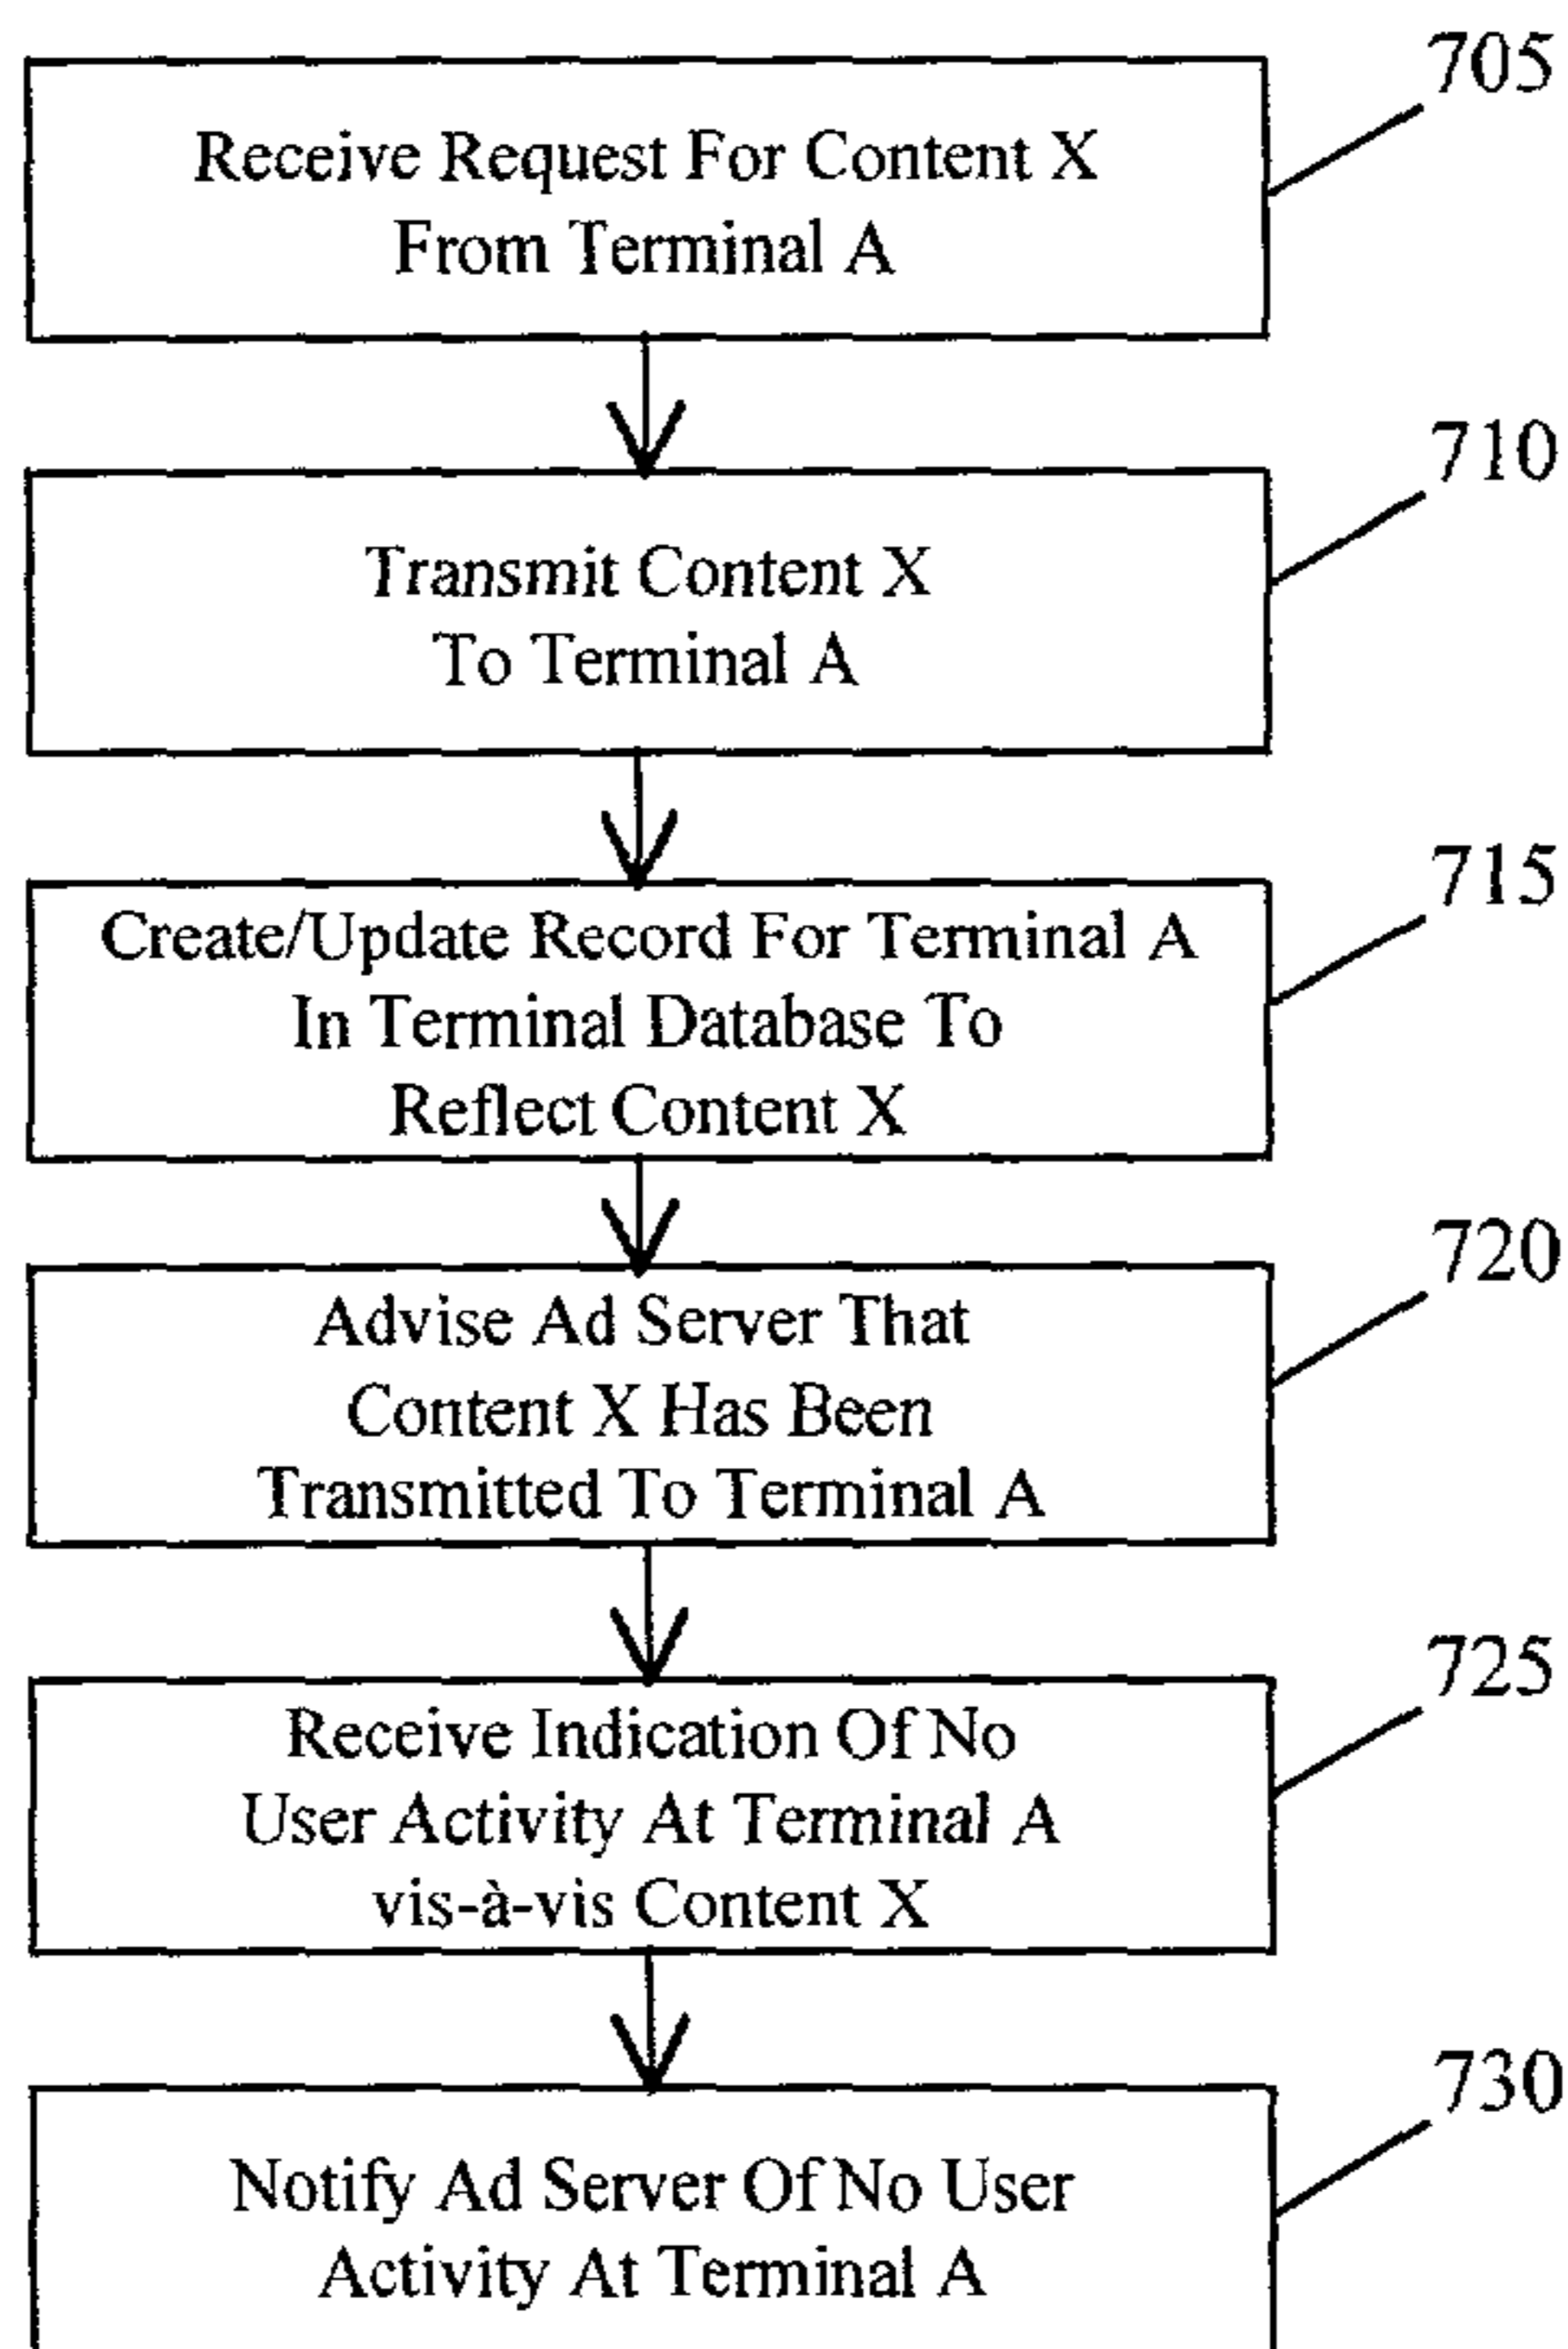 705
Receive Request For Content X
From Terminal A
710
Transmit Content X
To Terminal A
715
Create/Update Record For Terminal A
In Terminal Database To
Reflect Content X
720
Advise Ad Server That
Content X Has Been
Transmitted To Terminal A
725
Receive Indication Of No
User Activity At Terminal A
vis-à-vis Content X
730
Notify Ad Server Of No User
Activity At Terminal A